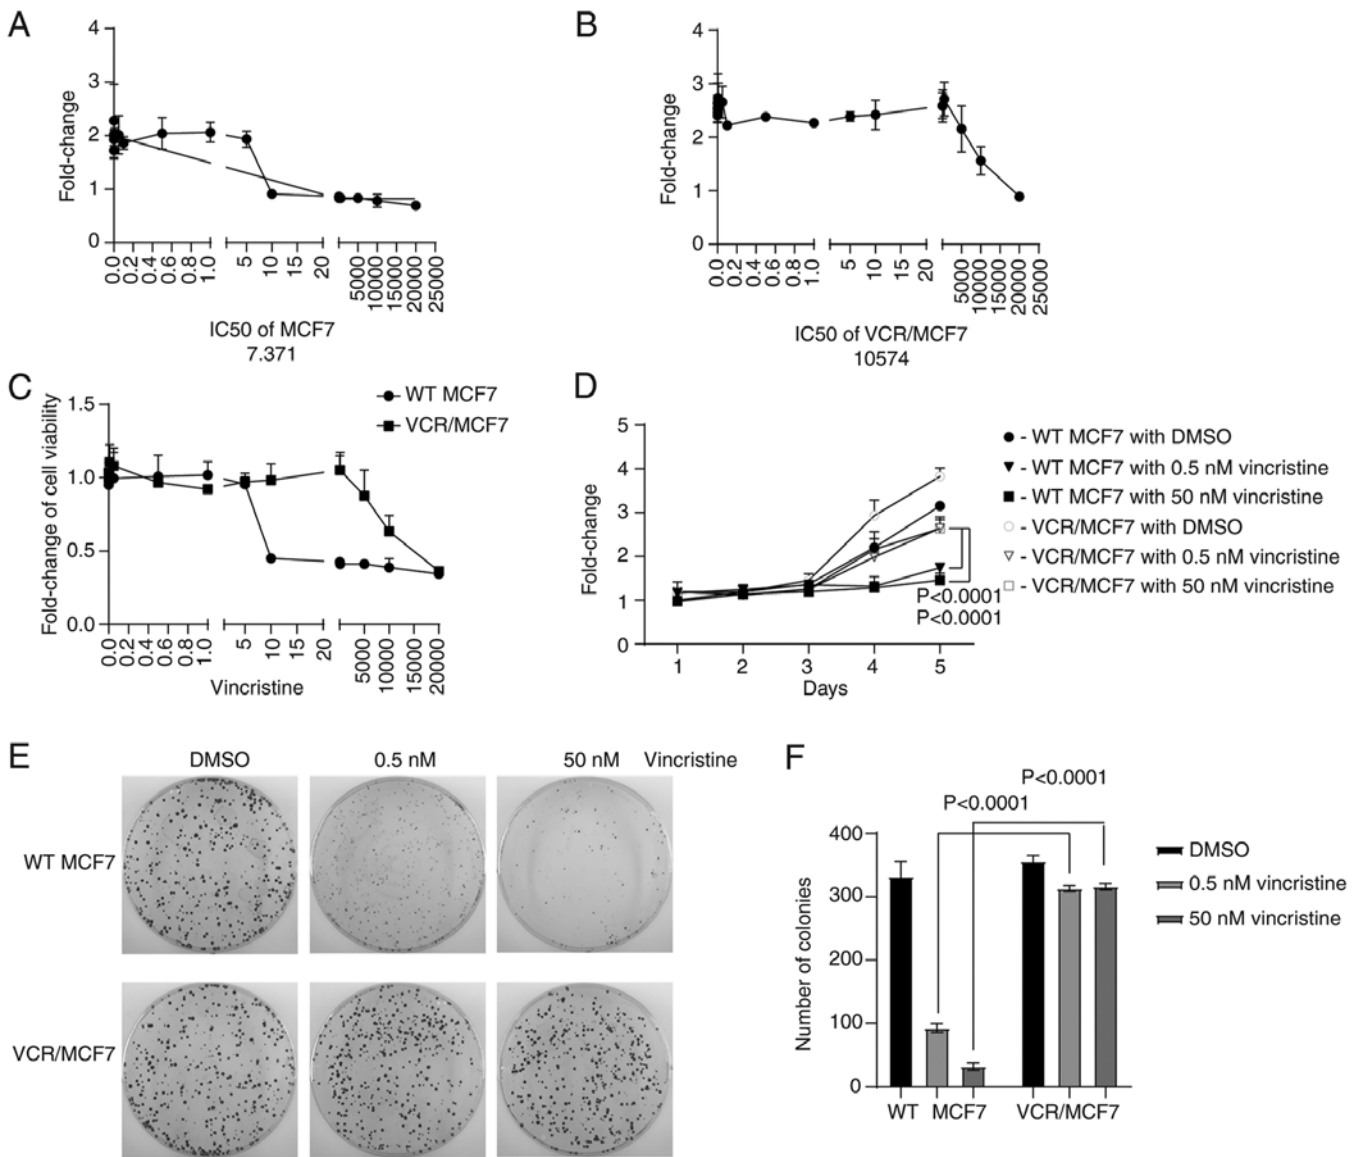 A
4
3
2
1
0
Fold-change
0.0
0.2
0.4
0.6
0.8
1.0
5
10
15
20
5000
10000
15000
20000
25000
IC50 of MCF7
7.371
B
4
3
2
1
0
Fold-change
0.0
0.2
0.4
0.6
0.8
1.0
5
10
15
20
5000
10000
15000
20000
25000
IC50 of VCR/MCF7
10574
C
1.5
1.0
0.5
0.0
Fold-change of cell viability
WT MCF7
VCR/MCF7
0.0
0.2
0.4
0.6
0.8
1.0
5
10
15
20
5000
10000
15000
20000
Vincristine
D
5
4
3
2
1
0
Fold-change
1
2
3
4
5
Days
P<0.0001
P<0.0001
- WT MCF7 with DMSO
- WT MCF7 with 0.5 nM vincristine
- WT MCF7 with 50 nM vincristine
- VCR/MCF7 with DMSO
- VCR/MCF7 with 0.5 nM vincristine
- VCR/MCF7 with 50 nM vincristine
E
DMSO 0.5 nM 50 nM Vincristine
WT MCF7
VCR/MCF7
F
P<0.0001
P<0.0001
400
300
200
100
0
Number of colonies
WT MCF7 VCR/MCF7
DMSO
0.5 nM vincristine
50 nM vincristine